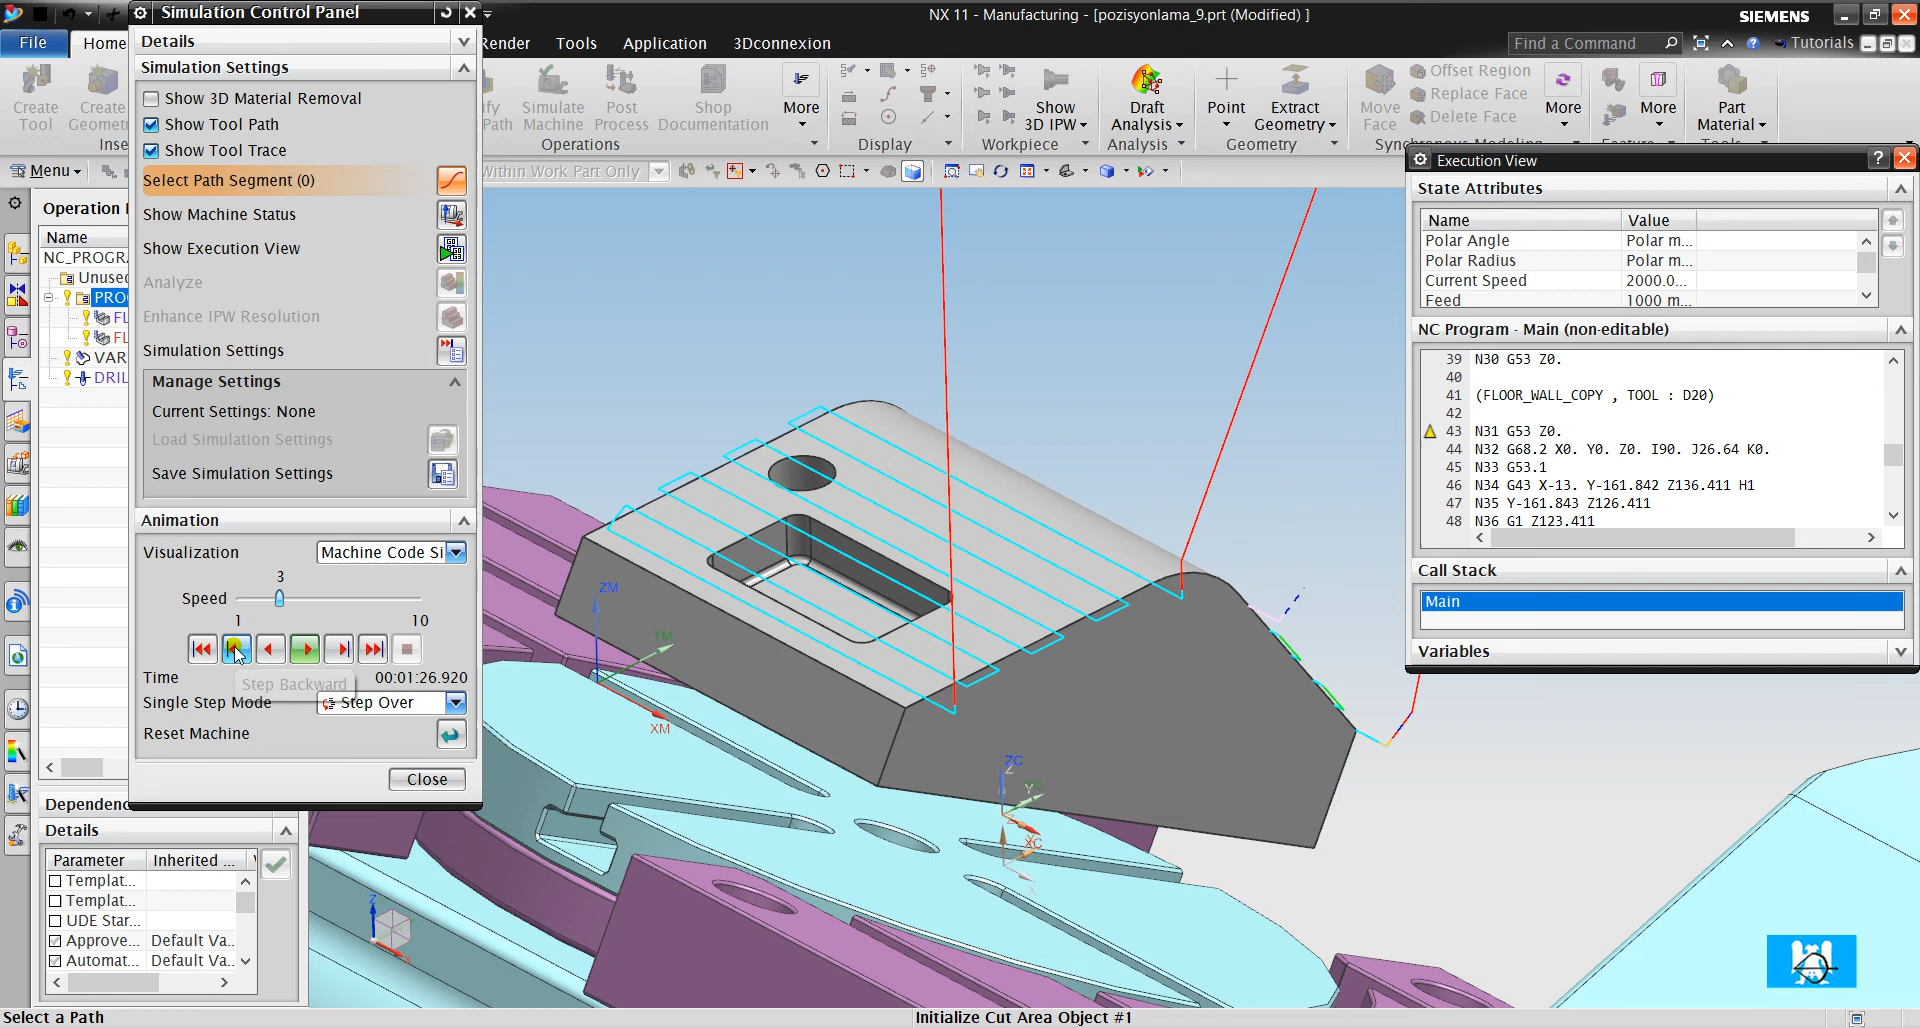 Simulation Control Panel
NX 11 - Manufacturing - [pozisyonlama_9.prt (Modified) ]
SIEMENS
File
Home
Render
Tools
Application
3Dconnexion
Find a Command
Tutorials
Details
Simulation Settings
Show 3D Material Removal
Show Tool Path
Show Tool Trace
Select Path Segment (0)
Show Machine Status
Show Execution View
Analyze
Enhance IPW Resolution
Simulation Settings
Manage Settings
Current Settings: None
Load Simulation Settings
Save Simulation Settings
Animation
Visualization
Machine Code Si
3
Speed
1 10
Time
00:01:26.920
Step Backward
Single Step Mode
Step Over
Reset Machine
Close
Create Tool
Create
Simulate Machine
Post Process
Shop Documentation
More
Operations
Display
Show 3D IPW
Workpiece
Draft Analysis
Analysis
Point
Extract Geometry
Geometry
Move Face
Offset Region
Replace Face
Delete Face
More
More
Part Material
Menu
Within Work Part Only
Name
Unused
VAR
Details
Parameter Inherited ...
Templat...
Templat...
UDE Star...
Approve... Default Va..
Automat... Default Va..
ZM
YM
XM
ZC
Z
XC
X
Z
X
Execution View
State Attributes
Name Value
Polar Angle Polar m...
Polar Radius Polar m...
Current Speed 2000.0...
Feed 1000 m...
NC Program - Main (non-editable)
39 N30 G53 Z0.
40
41 (FLOOR_WALL_COPY , TOOL : D20)
42
43 N31 G53 Z0.
44 N32 G68.2 X0. Y0. Z0. I90. J26.64 K0.
45 N33 G53.1
46 N34 G43 X-13. Y-161.842 Z136.411 H1
47 N35 Y-161.843 Z126.411
48 N36 G1 Z123.411
Call Stack
Main
Variables
Select a Path
Initialize Cut Area Object #1